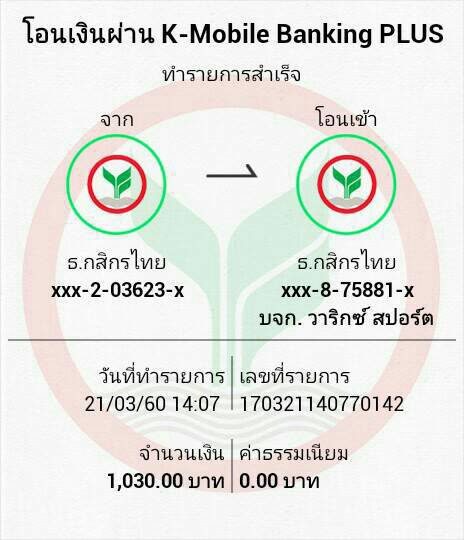 โอนเงินผ่าน K-Mobile Banking PLUS
ทำรายการสำเร็จ
จาก
โอนเข้า
ธ.กสิกรไทย
xxx-2-03623-x
ธ.กสิกรไทย
xxx-8-75881-x
บจก. วาริกซ์ สปอร์ต
วันที่ทำรายการ
21/03/60 14:07
เลขที่รายการ
170321140770142
จำนวนเงิน
1,030.00 บาท
ค่าธรรมเนียม
0.00 บาท